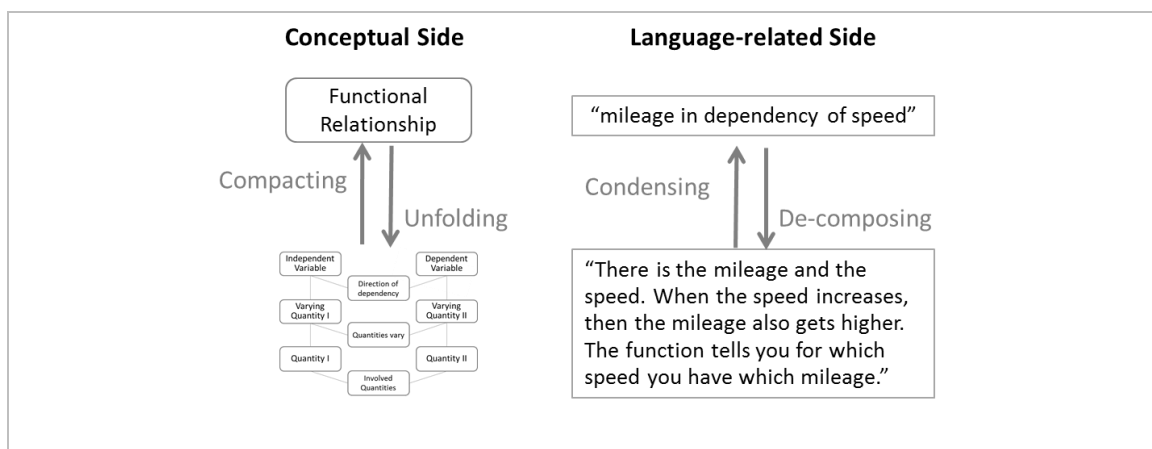 Conceptual Side
Language-related Side
Functional
Relationship
“mileage in dependency of speed”
Compacting
Unfolding
Condensing
De-composing
Independent
Variable
Dependent
Variable
Direction of
dependency
Varying
Quantity I
Varying
Quantity II
Quantities vary
Quantity I
Quantity II
Involved
Quantities
“There is the mileage and the
speed. When the speed increases,
then the mileage also gets higher.
The function tells you for which
speed you have which mileage.”